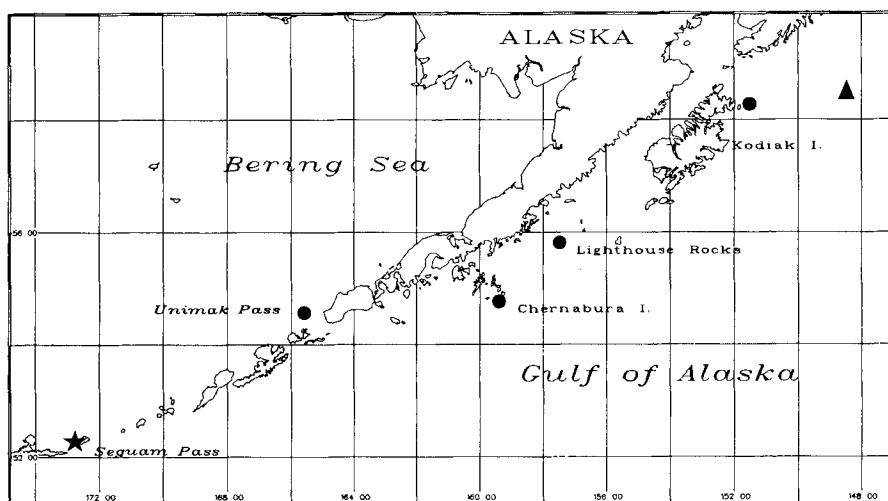 ALASKA
Bering Sea
Kodiak I.
56 00
Lighthouse Rocks
Unimak Pass
Chernabura I.
Gulf of Alaska
Seguam Pass
52 00
172 00
168 00
164 00
160 00
156 00
152 00
148 00